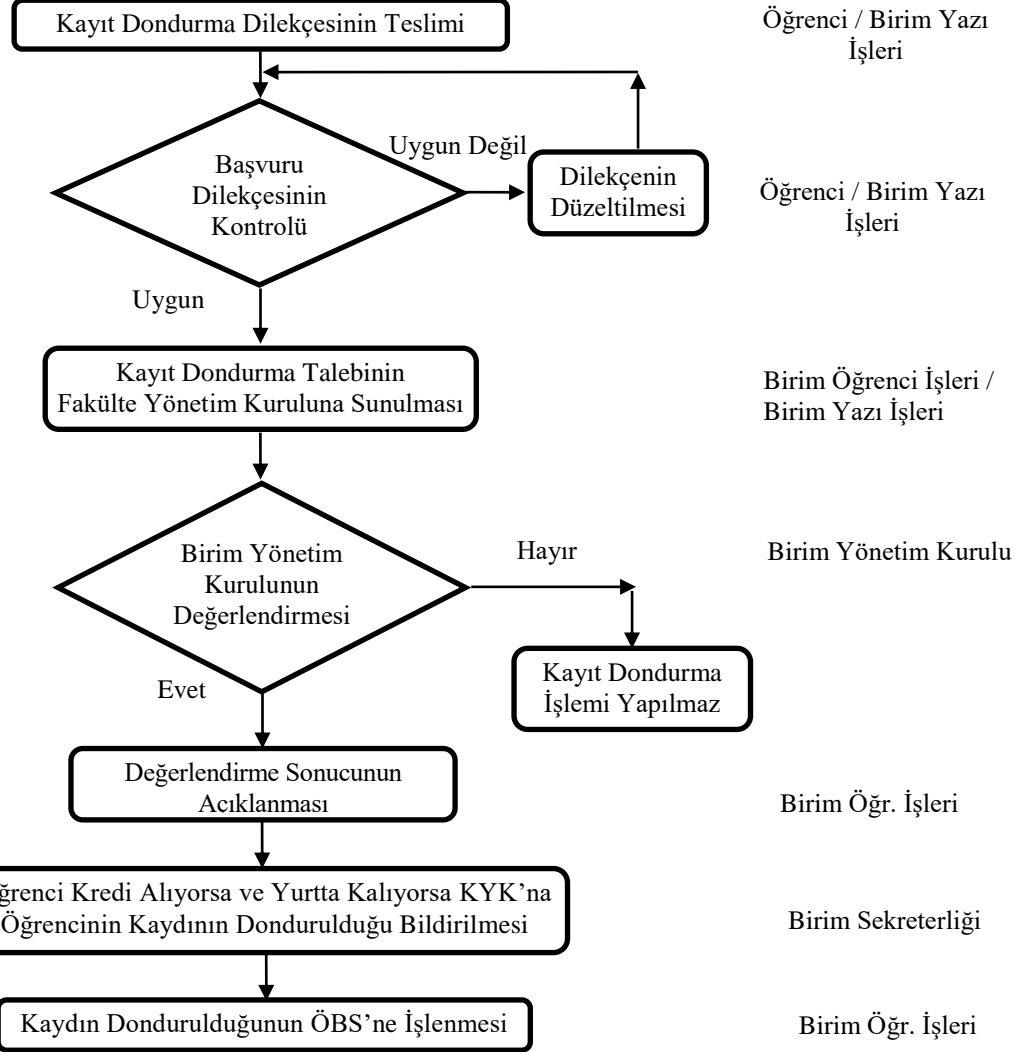 Kayıt Dondurma Dilekçesinin Teslimi
Öğrenci / Birim Yazı
İşleri
Uygun Değil
Başvuru
Dilekçesinin
Kontrolü
Dilekçenin
Düzeltilmesi
Öğrenci / Birim Yazı
İşleri
Uygun
Kayıt Dondurma Talebinin
Fakülte Yönetim Kuruluna Sunulması
Birim Öğrenci İşleri /
Birim Yazı İşleri
Birim Yönetim
Kurulunun
Değerlendirmesi
Hayır
Birim Yönetim Kurulu
Kayıt Dondurma
İşlemi Yapılmaz
Evet
Değerlendirme Sonucunun
Açıklanması
Birim Öğr. İşleri
ğrenci Kredi Alıyorsa ve Yurtta Kalıyorsa KYK’na
Öğrencinin Kaydının Dondurulduğu Bildirilmesi
Birim Sekreterliği
Kaydın Dondurulduğunun ÖBS’ne İşlenmesi
Birim Öğr. İşleri